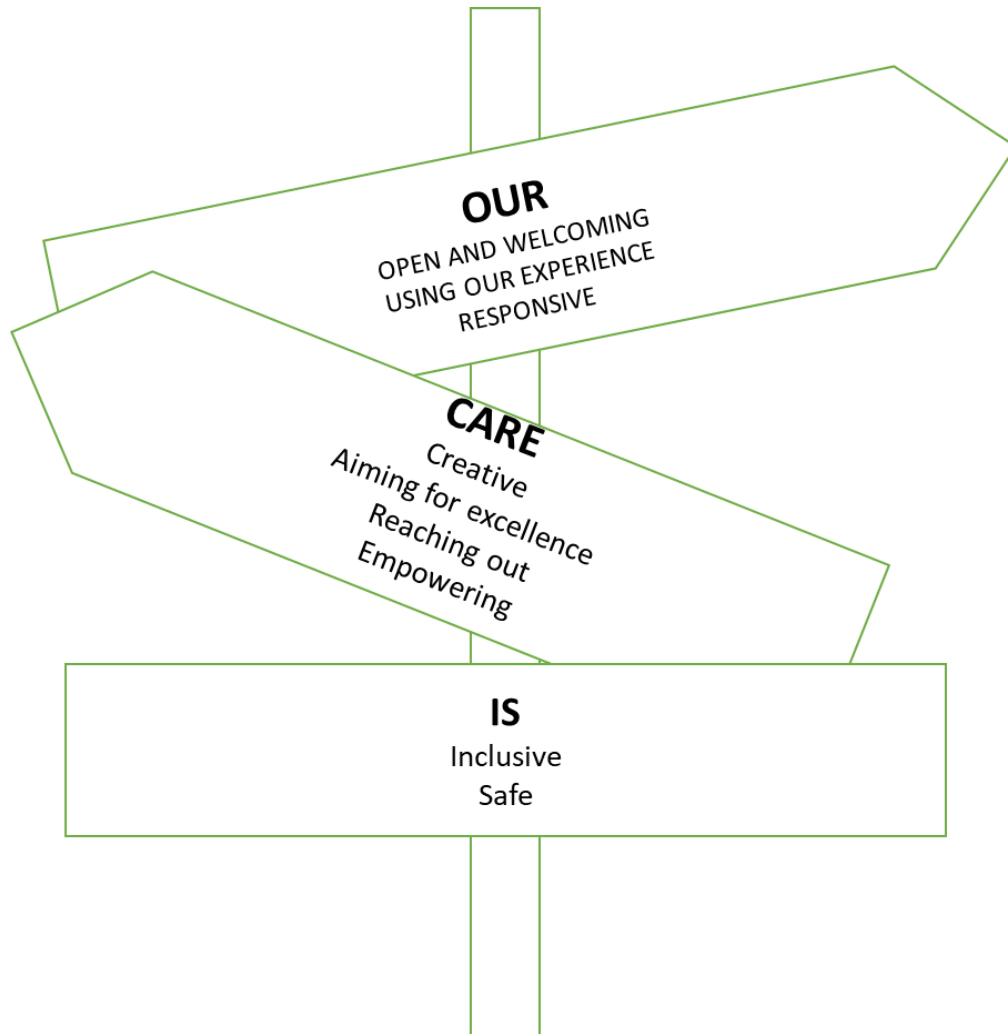 OUR
OPEN AND WELCOMING
USING OUR EXPERIENCE
RESPONSIVE
CARE
Creative
Aiming for excellence
Reaching out
Empowering
IS
Inclusive
Safe